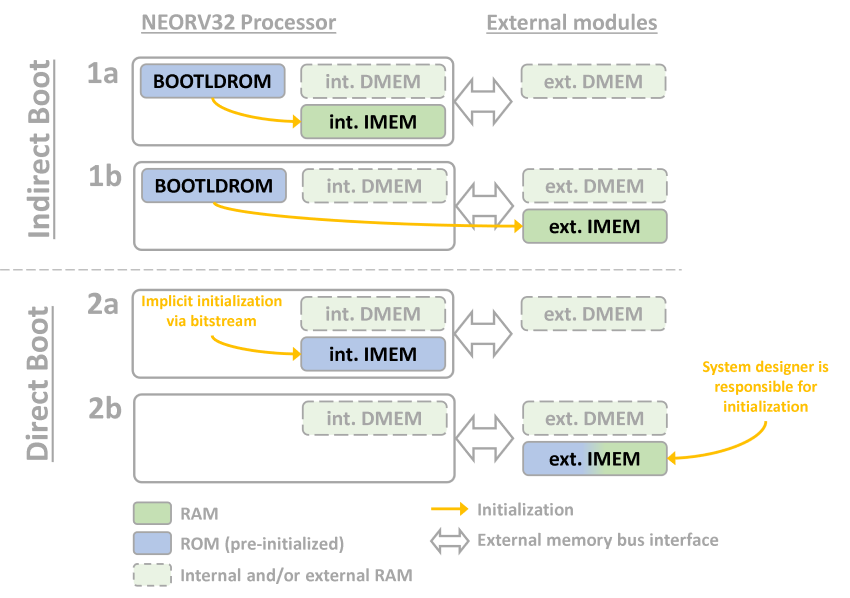 NEORV32 Processor
External modules
Indirect Boot
1a
BOOTLDROM
int. DMEM
int. IMEM
ext. DMEM
1b
BOOTLDROM
int. DMEM
ext. DMEM
ext. IMEM
Direct Boot
2a
Implicit initialization
via bitstream
int. DMEM
int. IMEM
ext. DMEM
System designer is
responsible for
initialization
2b
int. DMEM
ext. DMEM
ext. IMEM
RAM
ROM (pre-initialized)
Internal and/or external RAM
Initialization
External memory bus interface